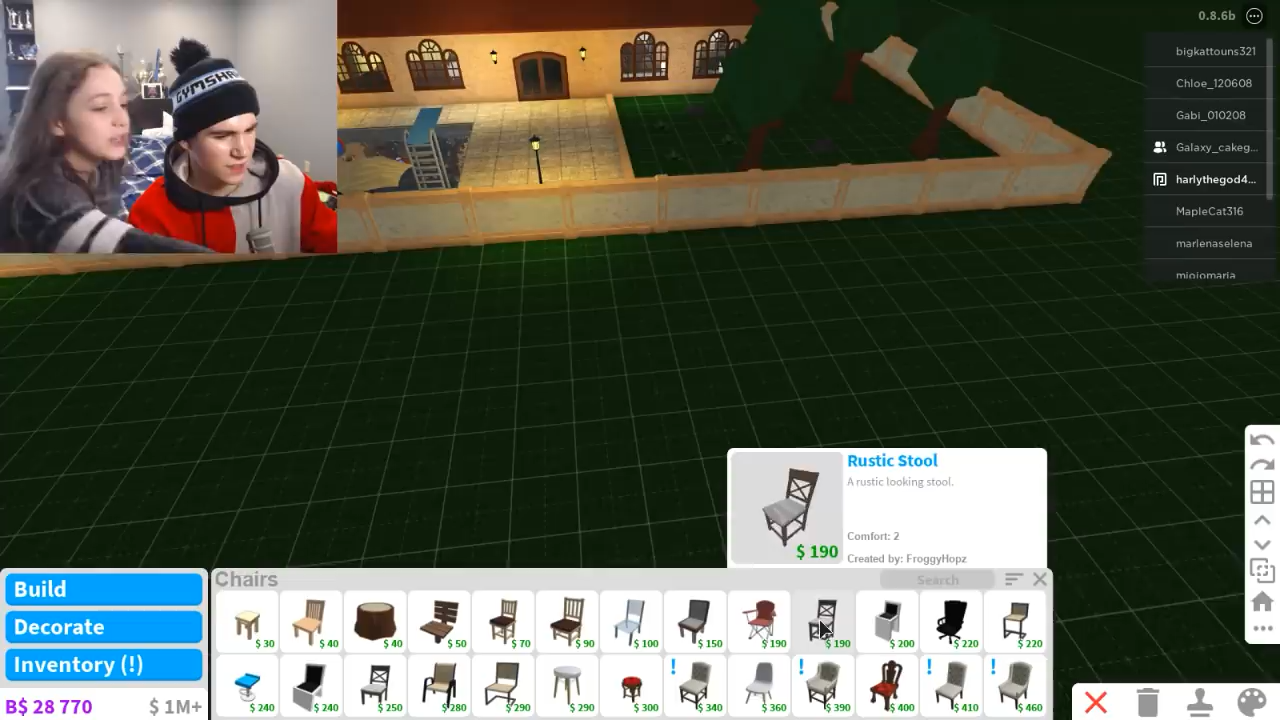 GYMSHARK
0.8.6b
bigkattouns321
Chloe_120608
Gabi_010208
Galaxy_cakeg...
harlythegod4...
MapleCat316
marlenaselena
miojomaria
Rustic Stool
A rustic looking stool.
Comfort: 2
Created by: FroggyHopz
$ 190
Build
Decorate
Inventory (!)
B$ 28 770
$ 1M+
Chairs
Search
$ 30
$ 40
$ 40
$ 50
$ 70
$ 90
$ 100
$ 150
$ 190
$ 190
$ 200
$ 220
$ 220
$ 240
$ 240
$ 250
$ 280
$ 290
$ 290
$ 300
! $ 340
$ 360
! $ 390
$ 400
! $ 410
! $ 460